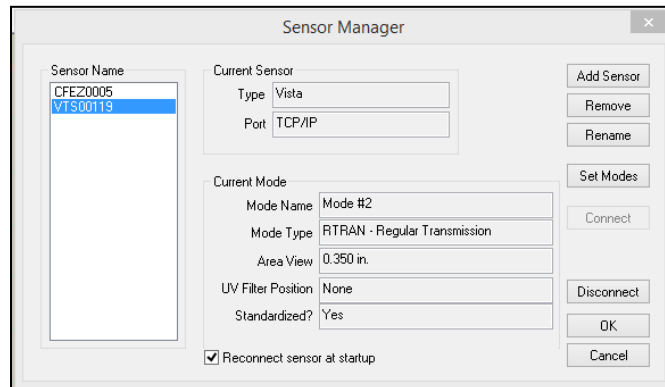 Sensor Manager
Sensor Name
CFEZ0005
VTS00119
Current Sensor
Type Vista
Port TCP/IP
Current Mode
Mode Name Mode #2
Mode Type RTRAN - Regular Transmission
Area View 0.350 in.
UV Filter Position None
Standardized? Yes
Reconnect sensor at startup
Add Sensor
Remove
Rename
Set Modes
Connect
Disconnect
OK
Cancel